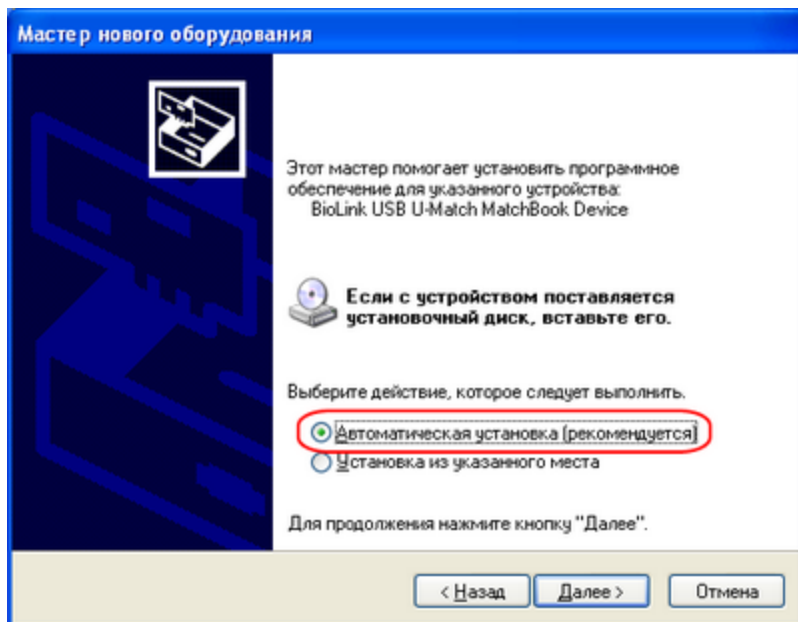 Мастер нового оборудования
Этот мастер помогает установить программное
обеспечение для указанного устройства:
BioLink USB U-Match MatchBook Device
Если с устройством поставляется
установочный диск, вставьте его.
Выберите действие, которое следует выполнить.
Автоматическая установка (рекомендуется)
Установка из указанного места
Для продолжения нажмите кнопку "Далее".
< Назад
Далее >
Отмена